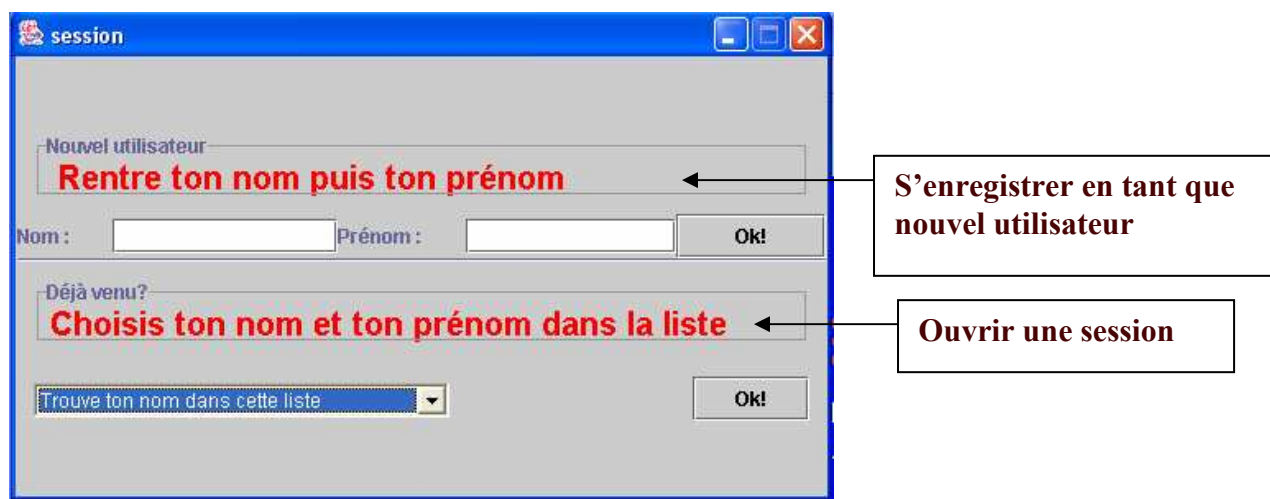 session
Nouvel utilisateur
Rentre ton nom puis ton prénom
Nom :
Prénom :
Ok!
Déjà venu?
Choisis ton nom et ton prénom dans la liste
Trouve ton nom dans cette liste
Ok!
S’enregistrer en tant que
nouvel utilisateur
Ouvrir une session